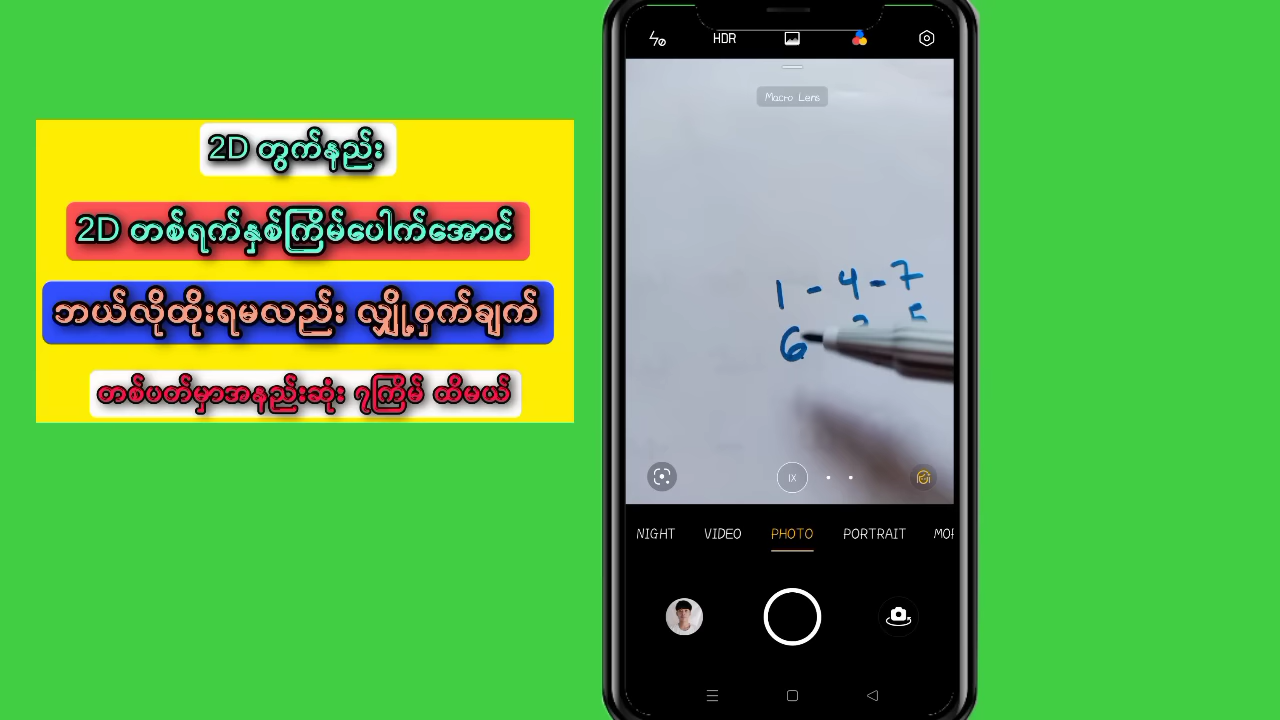 2D တွက်နည်း
2D တစ်ရက်နှစ်ကြိမ်ပေါက်အောင်
ဘယ်လိုထိုးရမလည်း လျှို့ဝှက်ချက်
တစ်ပတ်မှာအနည်းဆုံး ၇ကြိမ် ထိမယ်
HDR
Macro Lens
1 - 4 - 7
6
1X
NIGHT VIDEO PHOTO PORTRAIT